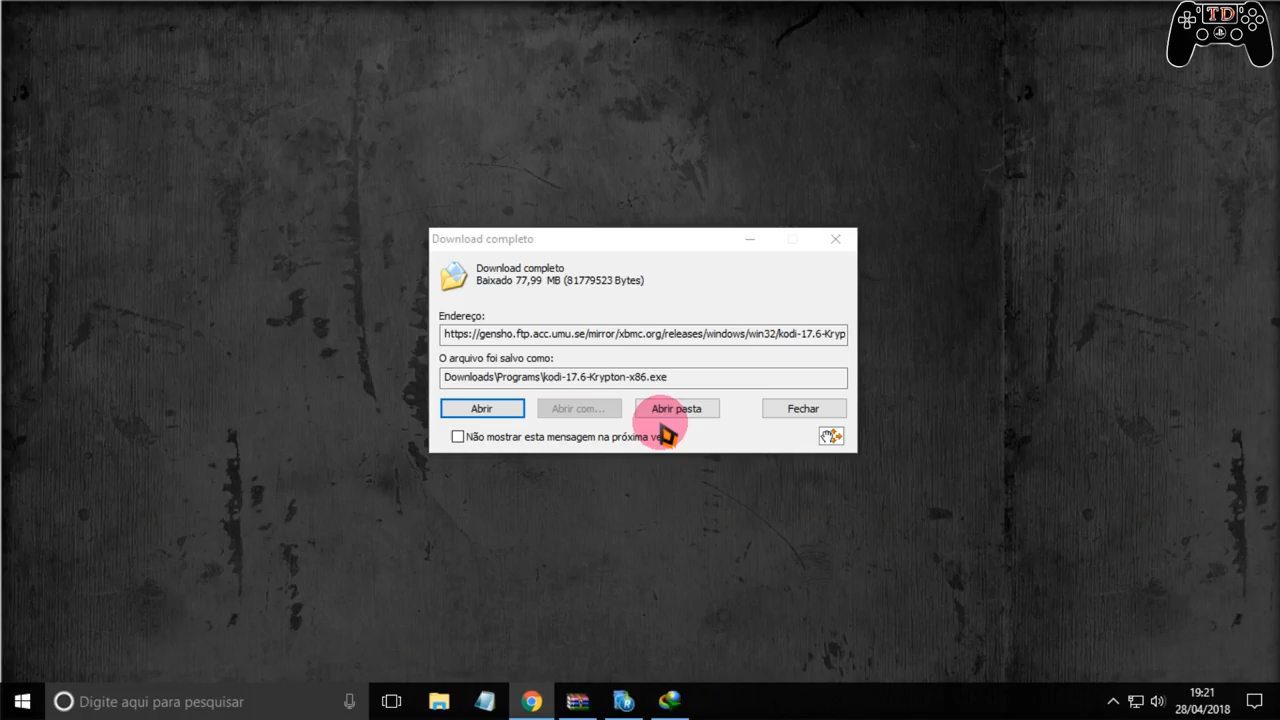 TD
Download completo
Download completo
Baixado 77,99 MB (81779523 Bytes)
Endereço:
https://gensho.ftp.acc.umu.se/mirror/xbmc.org/releases/windows/win32/kodi-17.6-Kryp
O arquivo foi salvo como:
Downloads\Programs\kodi-17.6-Krypton-x86.exe
Abrir
Abrir com...
Abrir pasta
Fechar
Não mostrar esta mensagem na próxima ve
Digite aqui para pesquisar
19:21
28/04/2018